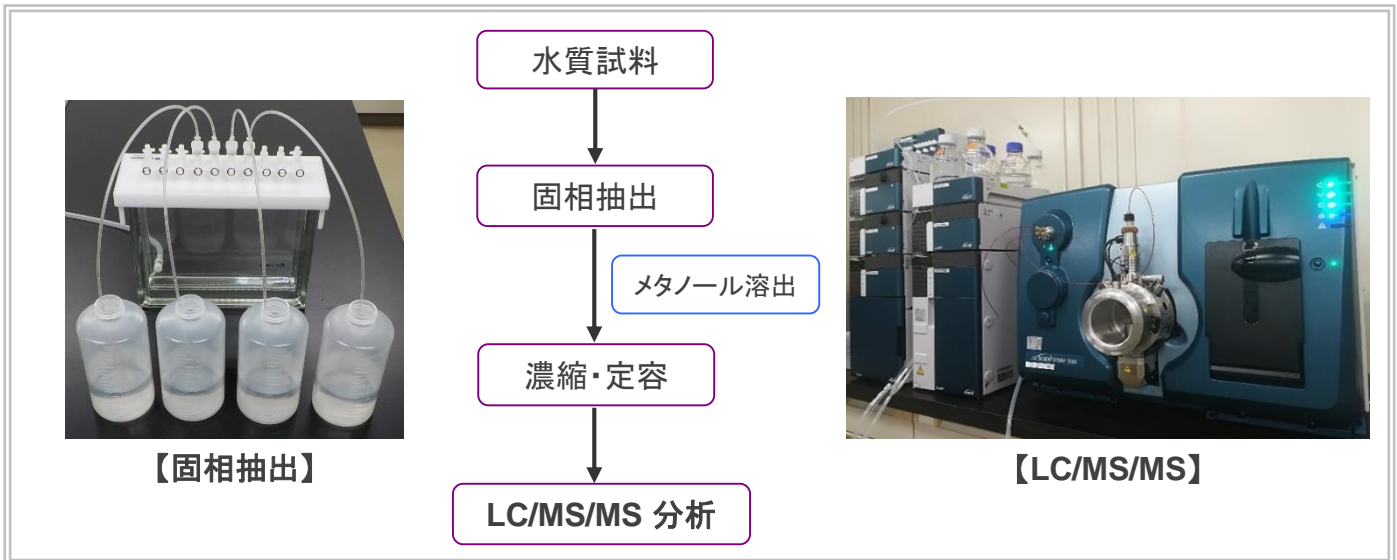 水質試料
固相抽出
メタノール溶出
濃縮・定容
LC/MS/MS 分析
【固相抽出】
【LC/MS/MS】